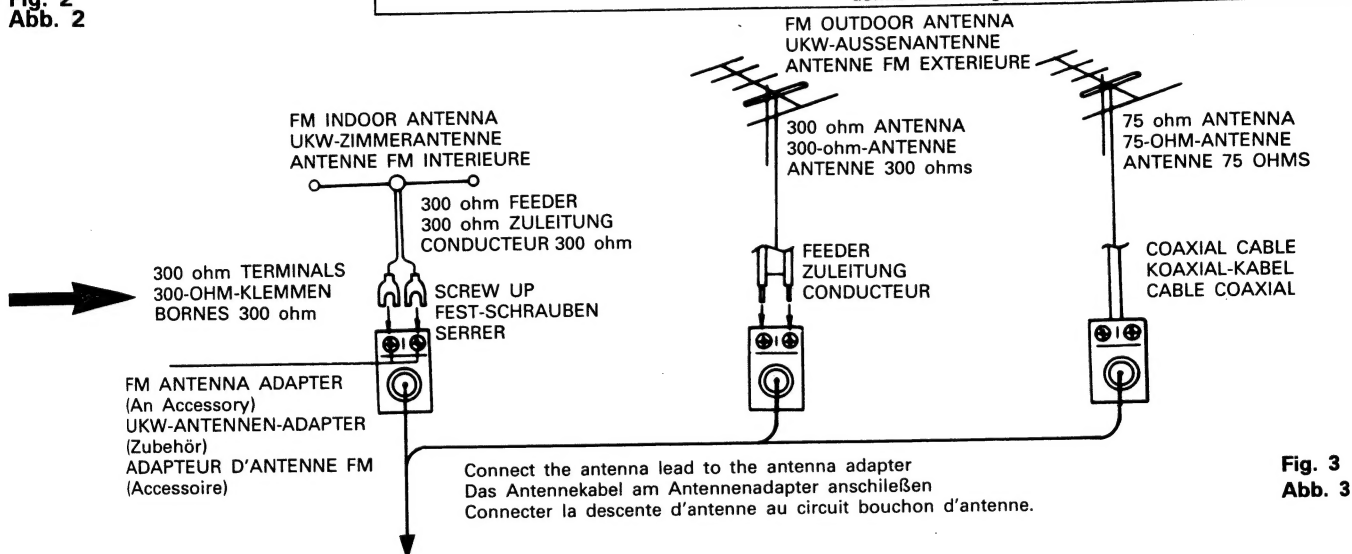 Fig. 2
Abb. 2
FM OUTDOOR ANTENNA
UKW-AUSSENANTENNE
ANTENNE FM EXTERIEURE
FM INDOOR ANTENNA
UKW-ZIMMERANTENNE
ANTENNE FM INTERIEURE
300 ohm ANTENNA
300-ohm-ANTENNE
ANTENNE 300 ohms
75 ohm ANTENNA
75-OHM-ANTENNE
ANTENNE 75 OHMS
300 ohm FEEDER
300 ohm ZULEITUNG
CONDUCTEUR 300 ohm
300 ohm TERMINALS
300-OHM-KLEMMEN
BORNES 300 ohm
SCREW UP
FEST-SCHRAUBEN
SERRER
FEEDER
ZULEITUNG
CONDUCTEUR
COAXIAL CABLE
KOAXIAL-KABEL
CABLE COAXIAL
FM ANTENNA ADAPTER
(An Accessory)
UKW-ANTENNEN-ADAPTER
(Zubehör)
ADAPTEUR D'ANTENNE FM
(Accessoire)
Connect the antenna lead to the antenna adapter
Das Antennekabel am Antennenadapter anschileßen
Connecter la descente d'antenne au circuit bouchon d'antenne.
Fig. 3
Abb. 3